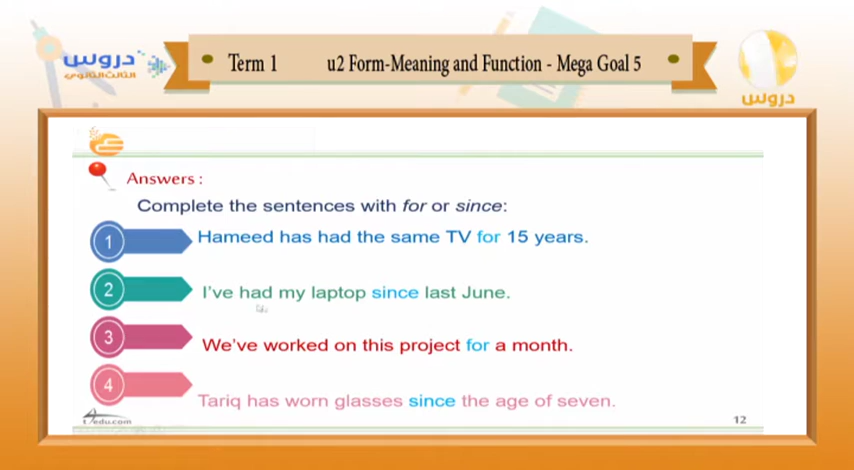 دروس
الثالث الثانوي
Term 1 u2 Form-Meaning and Function - Mega Goal 5
دروس
Answers :
Complete the sentences with for or since:
1 Hameed has had the same TV for 15 years.
2 I've had my laptop since last June.
3 We've worked on this project for a month.
4 Tariq has worn glasses since the age of seven.
12